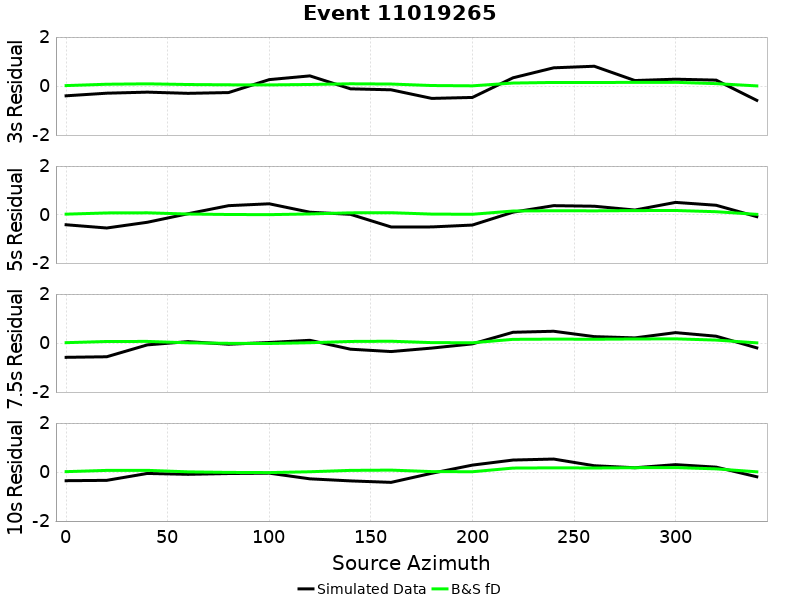 Event 11019265
3s Residual
2
0
-2
5s Residual
2
0
-2
7.5s Residual
2
0
-2
10s Residual
2
0
-2
0 50 100 150 200 250 300
Source Azimuth
Simulated Data B&S fD